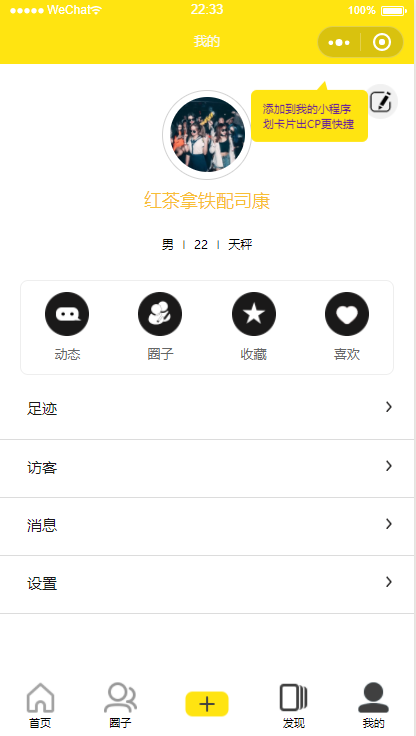 WeChat 22:33 100%
我的
添加到我的小程序
划卡片出CP更快捷
红茶拿铁配司康
男 | 22 | 天秤
动态 圈子 收藏 喜欢
足迹
访客
消息
设置
首页 圈子 发现 我的